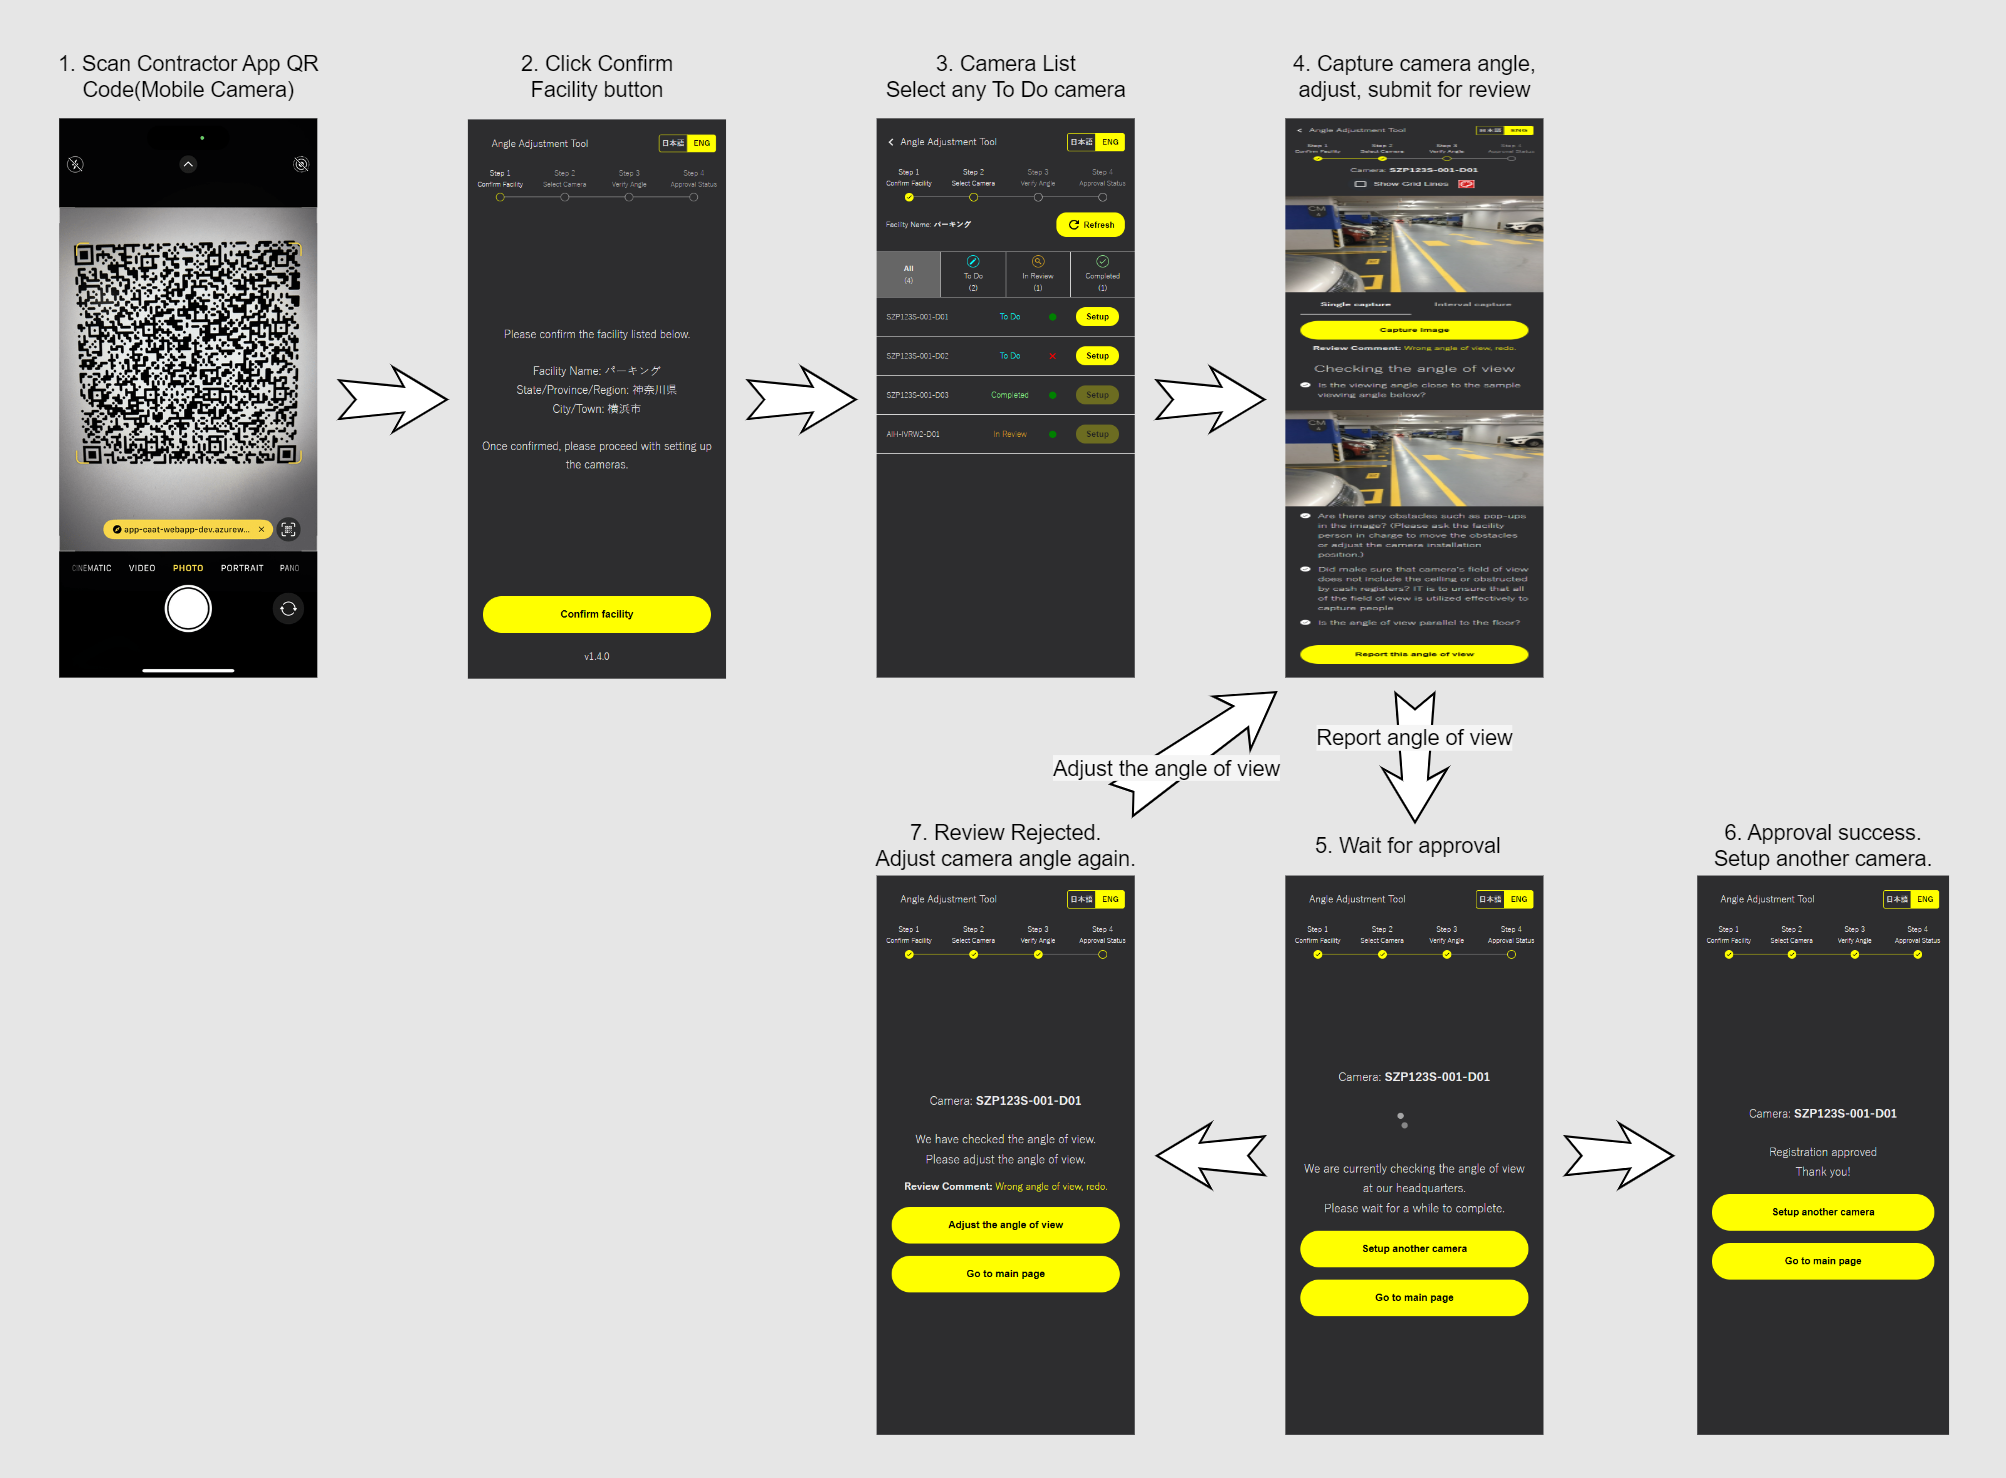 1. Scan Contractor App QR
Code(Mobile Camera)
app-caat-webapp-dev.azurew...
CINEMATIC VIDEO PHOTO PORTRAIT PANO
2. Click Confirm
Facility button
Angle Adjustment Tool 日本語 ENG
Step 1 Step 2 Step 3 Step 4
Confirm Facility Select Camera Verify Angle Approval Status
Please confirm the facility listed below.
Facility Name: パーキング
State/Province/Region: 神奈川県
City/Town: 横浜市
Once confirmed, please proceed with setting up
the cameras.
Confirm facility
v1.4.0
3. Camera List
Select any To Do camera
Angle Adjustment Tool 日本語 ENG
Step 1 Step 2 Step 3 Step 4
Confirm Facility Select Camera Verify Angle Approval Status
Facility Name: パーキング Refresh
All To Do In Review Completed
(4) (2) (1) (1)
SZP123S-001-D01 To Do Setup
SZP123S-001-D02 To Do Setup
SZP123S-001-D03 Completed Setup
AIH-IVRW2-D01 In Review Setup
4. Capture camera angle,
adjust, submit for review
Angle Adjustment Tool 日本語 ENG
Step 1 Step 2 Step 3 Step 4
Confirm Facility Select Camera Verify Angle Approval Status
Camera: SZP123S-001-D01
Show Grid Lines
CM
Single capture Interval capture
Capture Image
Review Comment: Wrong angle of view, redo.
Checking the angle of view
Is the viewing angle close to the sample
viewing angle below?
CM
Are there any obstacles such as pop-ups
in the image? (Please ask the facility
person in charge to move the obstacles
or adjust the camera installation
position.)
Did make sure that camera's field of view
does not include the ceiling or obstructed
by cash registers? IT is to unsure that all
of the field of view is utilized effectively to
capture people
Is the angle of view parallel to the floor?
Report this angle of view
Adjust the angle of view
Report angle of view
7. Review Rejected.
Adjust camera angle again.
Angle Adjustment Tool 日本語 ENG
Step 1 Step 2 Step 3 Step 4
Confirm Facility Select Camera Verify Angle Approval Status
Camera: SZP123S-001-D01
We have checked the angle of view.
Please adjust the angle of view.
Review Comment: Wrong angle of view, redo.
Adjust the angle of view
Go to main page
5. Wait for approval
Angle Adjustment Tool 日本語 ENG
Step 1 Step 2 Step 3 Step 4
Confirm Facility Select Camera Verify Angle Approval Status
Camera: SZP123S-001-D01
We are currently checking the angle of view
at our headquarters.
Please wait for a while to complete.
Setup another camera
Go to main page
6. Approval success.
Setup another camera.
Angle Adjustment Tool 日本語 ENG
Step 1 Step 2 Step 3 Step 4
Confirm Facility Select Camera Verify Angle Approval Status
Camera: SZP123S-001-D01
Registration approved
Thank you!
Setup another camera
Go to main page